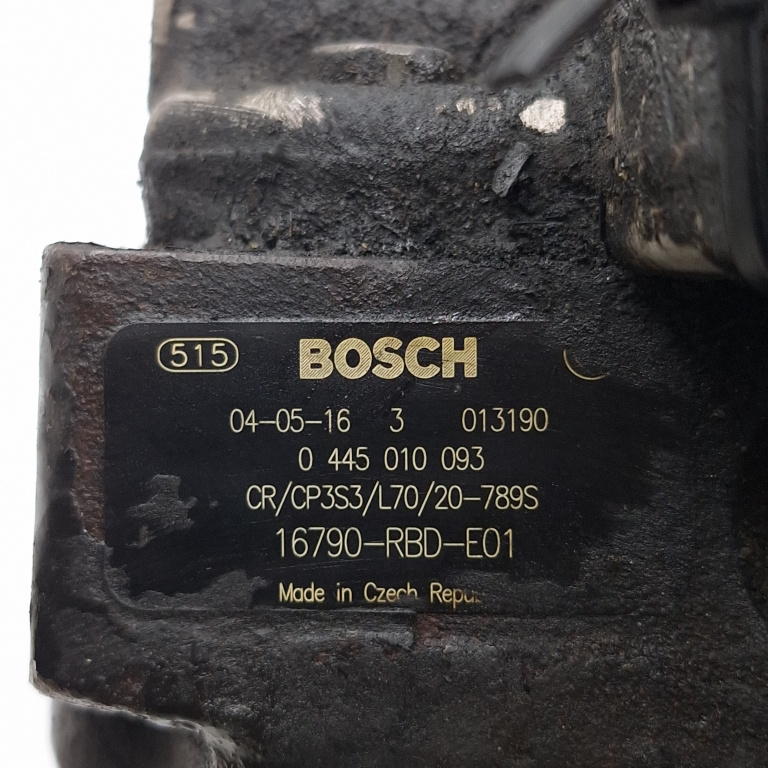 515 BOSCH
04-05-16 3 013190
0 445 010 093
CR/CP3S3/L70/20-789S
16790-RBD-E01
Made in Czech